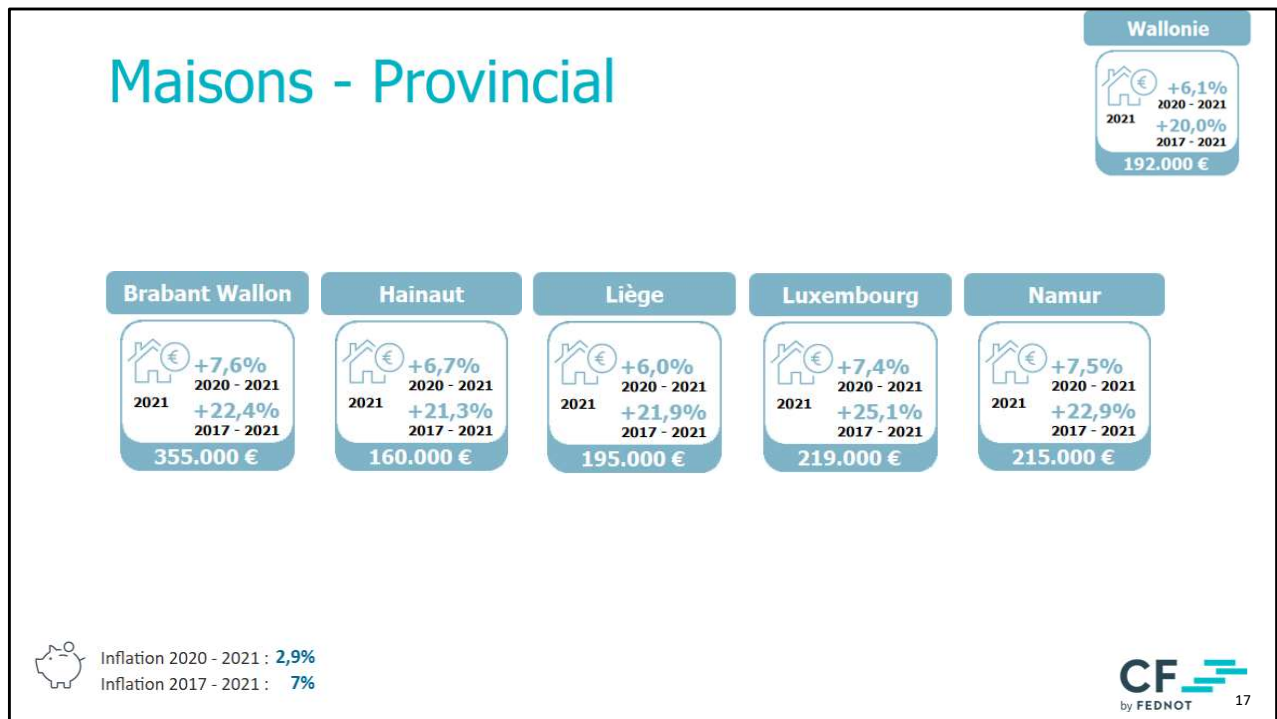 Maisons - Provincial
Wallonie
+6,1%
2020 - 2021
2021
+20,0%
2017 - 2021
192.000 €
Brabant Wallon
€
+7,6%
2020 - 2021
2021
+22,4%
2017 - 2021
355.000 €
Hainaut
€
+6,7%
2020 - 2021
2021
+21,3%
2017 - 2021
160.000 €
Liège
€
+6,0%
2020 - 2021
2021
+21,9%
2017 - 2021
195.000 €
Luxembourg
€
+7,4%
2020 - 2021
2021
+25,1%
2017 - 2021
219.000 €
Namur
€
+7,5%
2020 - 2021
2021
+22,9%
2017 - 2021
215.000 €
Inflation 2020 - 2021 : 2,9%
Inflation 2017 - 2021 : 7%
CF
by FEDNOT
17